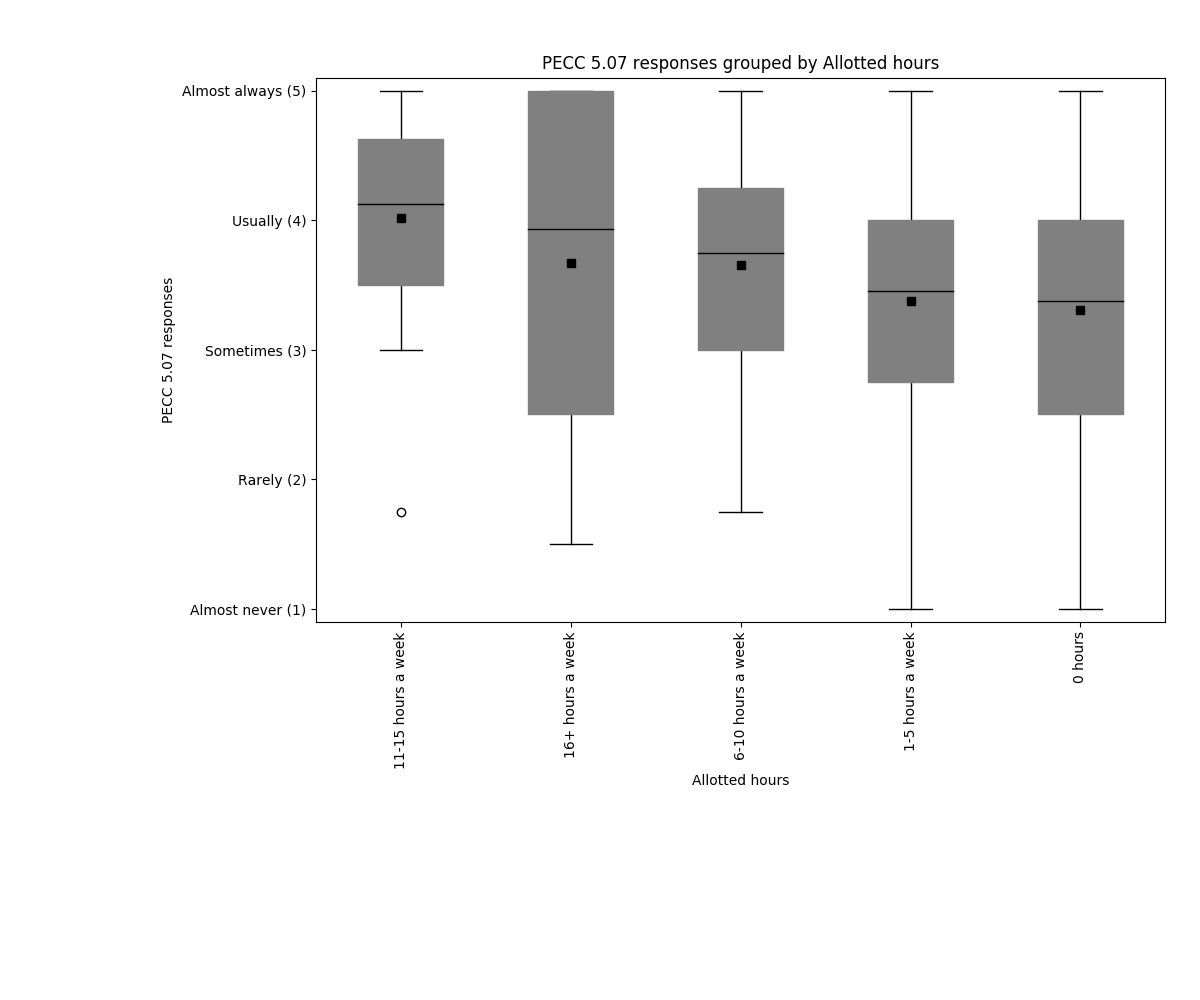 PECC 5.07 responses grouped by Allotted hours
Almost always (5)
Usually (4)
Sometimes (3)
Rarely (2)
Almost never (1)
PECC 5.07 responses
11-15 hours a week
16+ hours a week
6-10 hours a week
1-5 hours a week
0 hours
Allotted hours